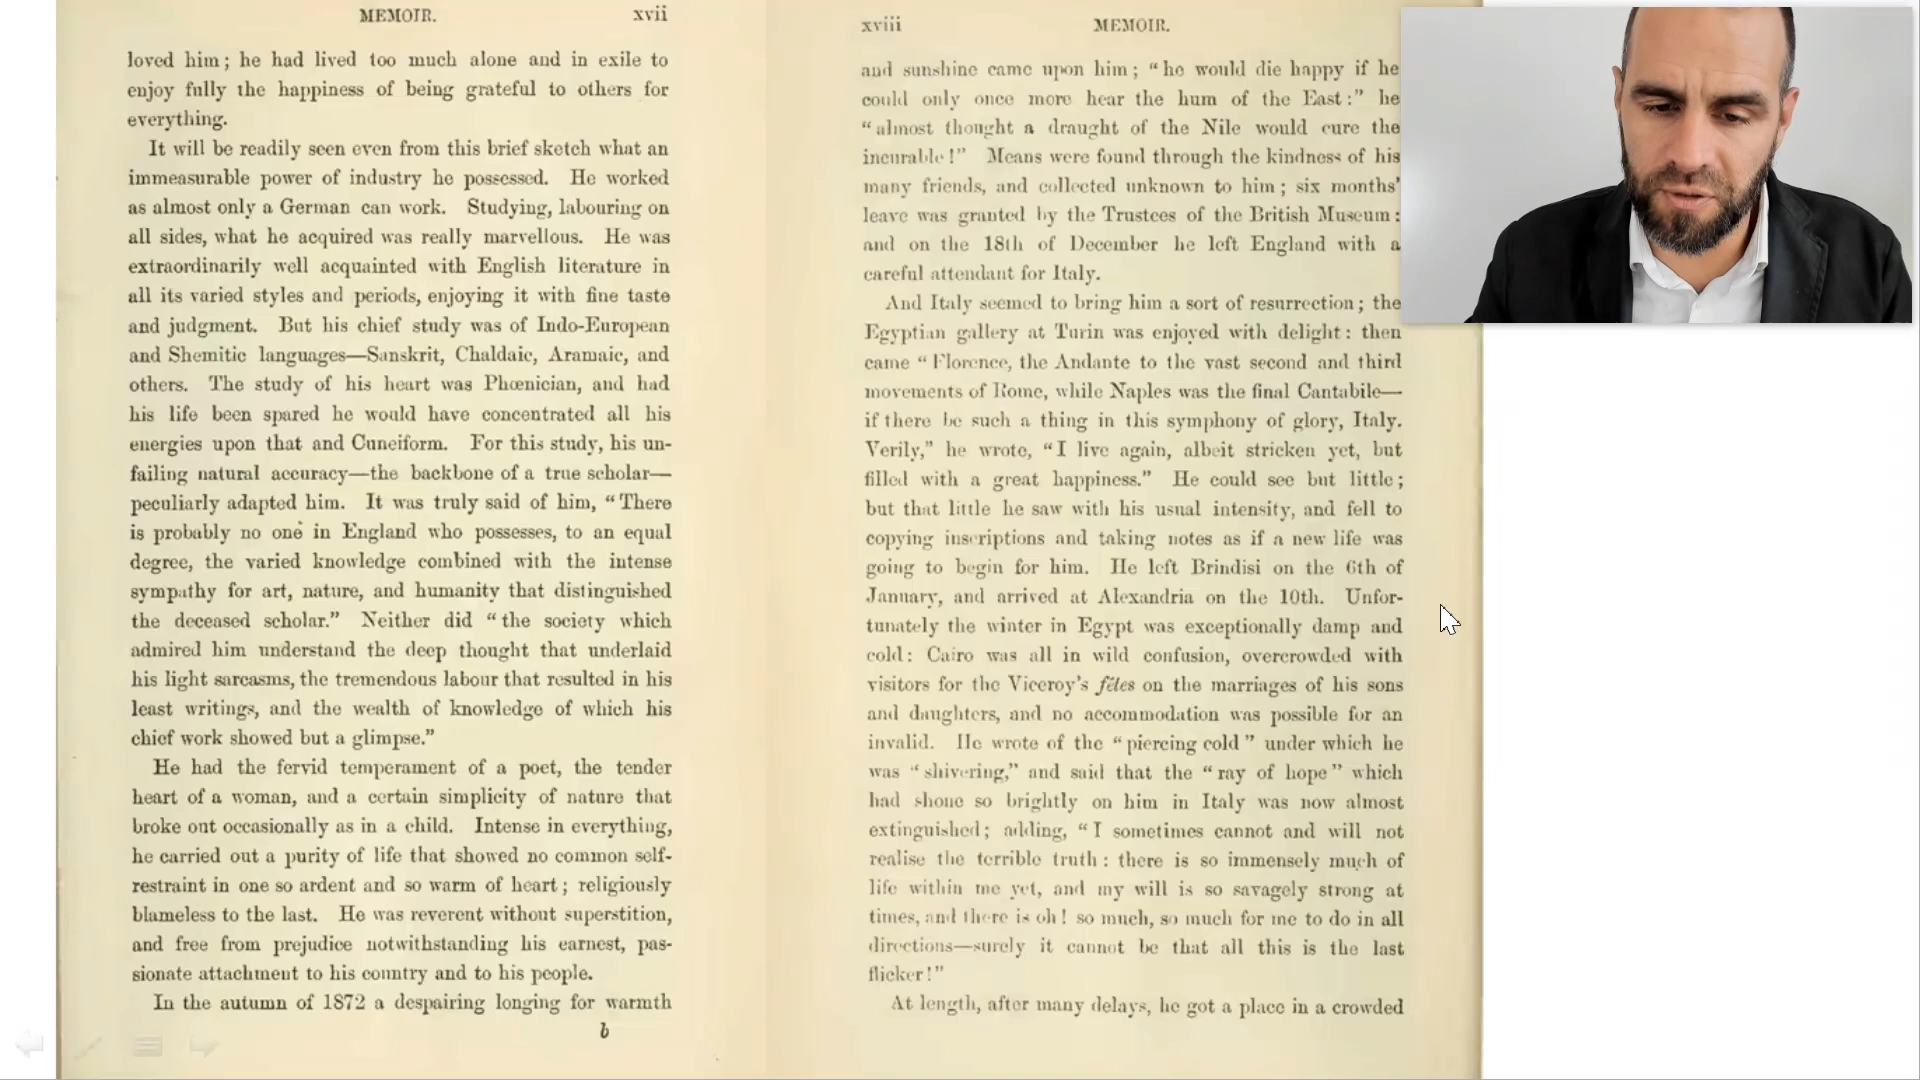 MEMOIR. xvii
loved him; he had lived too much alone and in exile to
enjoy fully the happiness of being grateful to others for
everything.
It will be readily seen even from this brief sketch what an
immeasurable power of industry he possessed. He worked
as almost only a German can work. Studying, labouring on
all sides, what he acquired was really marvellous. He was
extraordinarily well acquainted with English literature in
all its varied styles and periods, enjoying it with fine taste
and judgment. But his chief study was of Indo-European
and Shemitic languages—Sanskrit, Chaldaic, Aramaic, and
others. The study of his heart was Phœnician, and had
his life been spared he would have concentrated all his
energies upon that and Cuneiform. For this study, his un-
failing natural accuracy—the backbone of a true scholar—
peculiarly adapted him. It was truly said of him, “There
is probably no one in England who possesses, to an equal
degree, the varied knowledge combined with the intense
sympathy for art, nature, and humanity that distinguished
the deceased scholar.” Neither did “the society which
admired him understand the deep thought that underlaid
his light sarcasms, the tremendous labour that resulted in his
least writings, and the wealth of knowledge of which his
chief work showed but a glimpse.”
He had the fervid temperament of a poet, the tender
heart of a woman, and a certain simplicity of nature that
broke out occasionally as in a child. Intense in everything,
he carried out a purity of life that showed no common self-
restraint in one so ardent and so warm of heart; religiously
blameless to the last. He was reverent without superstition,
and free from prejudice notwithstanding his earnest, pas-
sionate attachment to his country and to his people.
In the autumn of 1872 a despairing longing for warmth
b
xviii MEMOIR.
and sunshine came upon him; “he would die happy if he
could only once more hear the hum of the East:” he
“almost thought a draught of the Nile would cure the
incurable!” Means were found through the kindness of his
many friends, and collected unknown to him; six months’
leave was granted by the Trustees of the British Museum:
and on the 18th of December he left England with a
careful attendant for Italy.
And Italy seemed to bring him a sort of resurrection; the
Egyptian gallery at Turin was enjoyed with delight: then
came “Florence, the Andante to the vast second and third
movements of Rome, while Naples was the final Cantabile—
if there be such a thing in this symphony of glory, Italy.
Verily,” he wrote, “I live again, albeit stricken yet, but
filled with a great happiness.” He could see but little;
but that little he saw with his usual intensity, and fell to
copying inscriptions and taking notes as if a new life was
going to begin for him. He left Brindisi on the 6th of
January, and arrived at Alexandria on the 10th. Unfor-
tunately the winter in Egypt was exceptionally damp and
cold: Cairo was all in wild confusion, overcrowded with
visitors for the Viceroy’s fêtes on the marriages of his sons
and daughters, and no accommodation was possible for an
invalid. He wrote of the “piercing cold” under which he
was “shivering,” and said that the “ray of hope” which
had shone so brightly on him in Italy was now almost
extinguished; adding, “I sometimes cannot and will not
realise the terrible truth: there is so immensely much of
life within me yet, and my will is so savagely strong at
times, and there is oh! so much, so much for me to do in all
directions—surely it cannot be that all this is the last
flicker!”
At length, after many delays, he got a place in a crowded